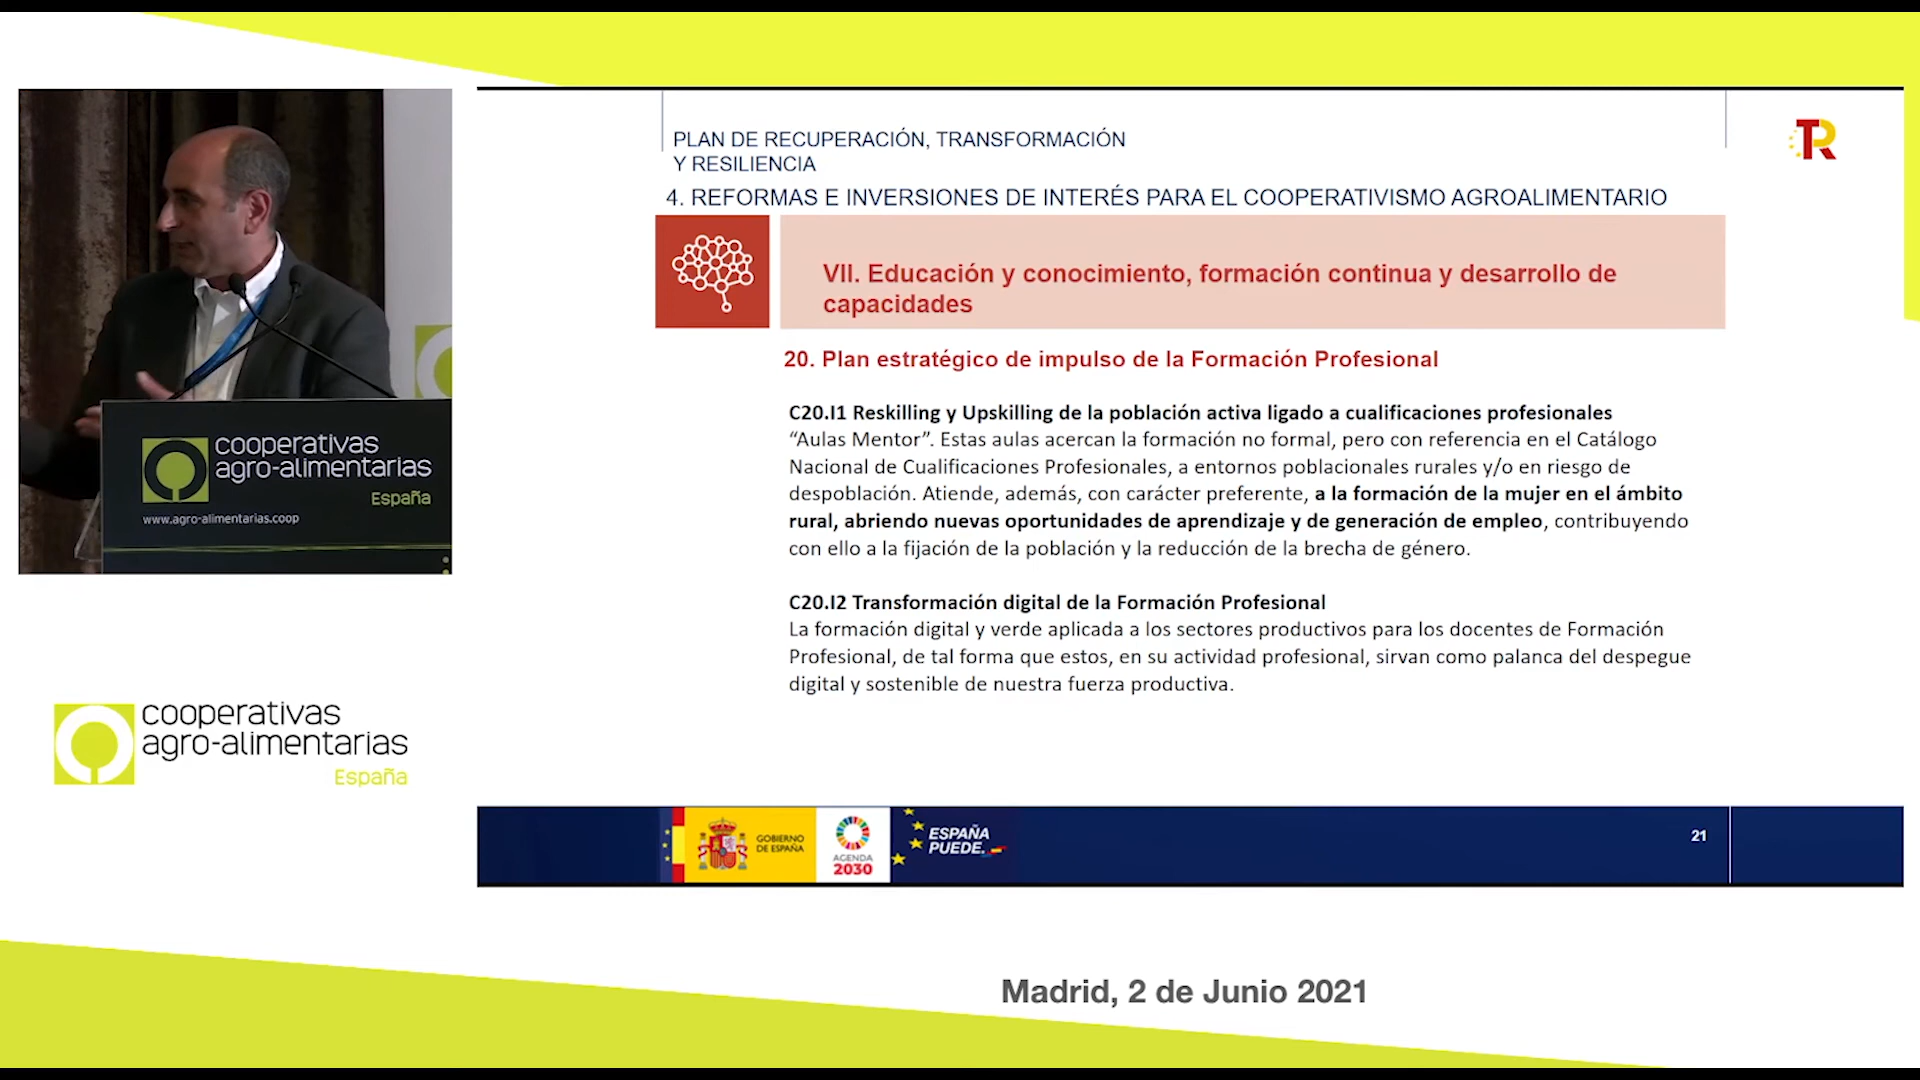 cooperativas
agro-alimentarias
España
www.agro-alimentarias.coop
cooperativas
agro-alimentarias
España
PLAN DE RECUPERACIÓN, TRANSFORMACIÓN
Y RESILIENCIA
4. REFORMAS E INVERSIONES DE INTERÉS PARA EL COOPERATIVISMO AGROALIMENTARIO
TR
VII. Educación y conocimiento, formación continua y desarrollo de
capacidades
20. Plan estratégico de impulso de la Formación Profesional
C20.I1 Reskilling y Upskilling de la población activa ligado a cualificaciones profesionales
“Aulas Mentor”. Estas aulas acercan la formación no formal, pero con referencia en el Catálogo
Nacional de Cualificaciones Profesionales, a entornos poblacionales rurales y/o en riesgo de
despoblación. Atiende, además, con carácter preferente, a la formación de la mujer en el ámbito
rural, abriendo nuevas oportunidades de aprendizaje y de generación de empleo, contribuyendo
con ello a la fijación de la población y la reducción de la brecha de género.
C20.I2 Transformación digital de la Formación Profesional
La formación digital y verde aplicada a los sectores productivos para los docentes de Formación
Profesional, de tal forma que estos, en su actividad profesional, sirvan como palanca del despegue
digital y sostenible de nuestra fuerza productiva.
GOBIERNO
DE ESPAÑA
AGENDA
2030
ESPAÑA
PUEDE.
21
Madrid, 2 de Junio 2021